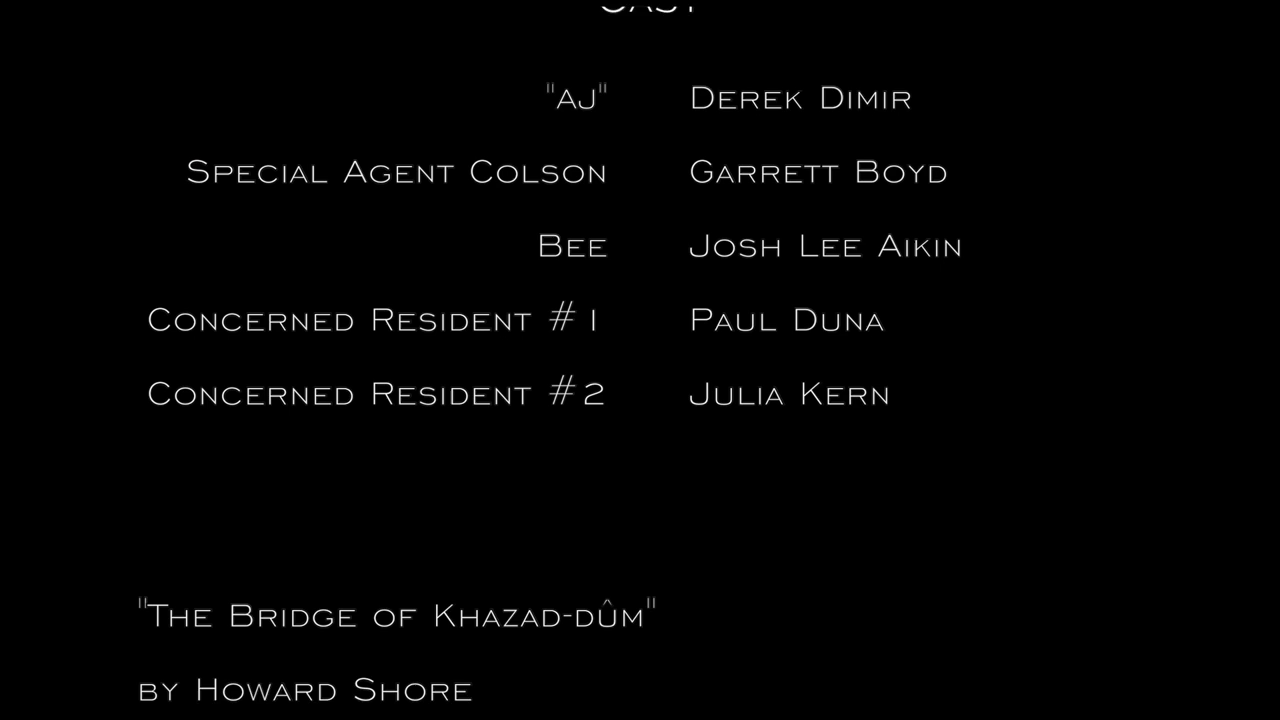 CAST
"AJ" DEREK DIMIR
SPECIAL AGENT COLSON GARRETT BOYD
BEE JOSH LEE AIKIN
CONCERNED RESIDENT #1 PAUL DUNA
CONCERNED RESIDENT #2 JULIA KERN
"THE BRIDGE OF KHAZAD-DÛM"
BY HOWARD SHORE